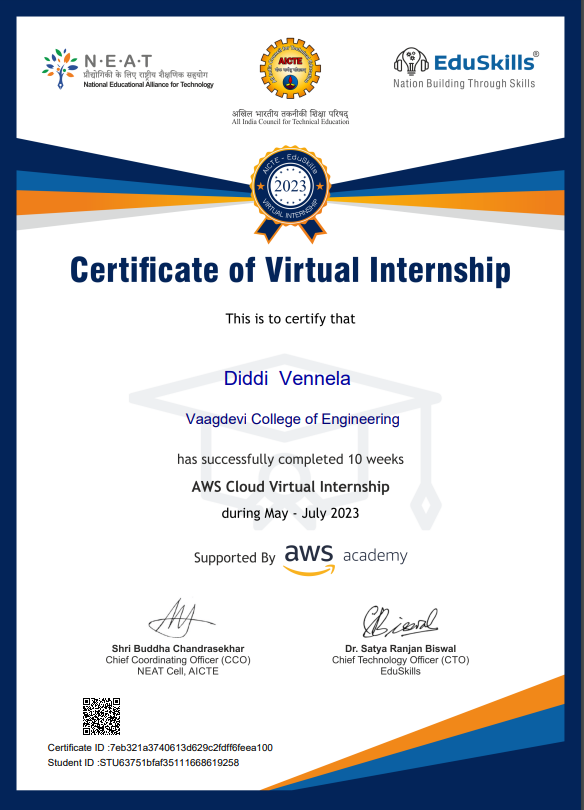 N·E·A·T
प्रौद्योगिकी के लिए राष्ट्रीय शैक्षणिक सहयोग
National Educational Alliance for Technology
AICTE
EduSkills®
Nation Building Through Skills
अखिल भारतीय तकनीकी शिक्षा परिषद्
All India Council for Technical Education
AICTE - EduSkills
2023
VIRTUAL INTERNSHIP
Certificate of Virtual Internship
This is to certify that
Diddi Vennela
Vaagdevi College of Engineering
has successfully completed 10 weeks
AWS Cloud Virtual Internship
during May - July 2023
Supported By aws academy
Shri Buddha Chandrasekhar
Chief Coordinating Officer (CCO)
NEAT Cell, AICTE
Dr. Satya Ranjan Biswal
Chief Technology Officer (CTO)
EduSkills
Certificate ID :7eb321a3740613d629c2fdff6feea100
Student ID :STU63751bfaf35111668619258